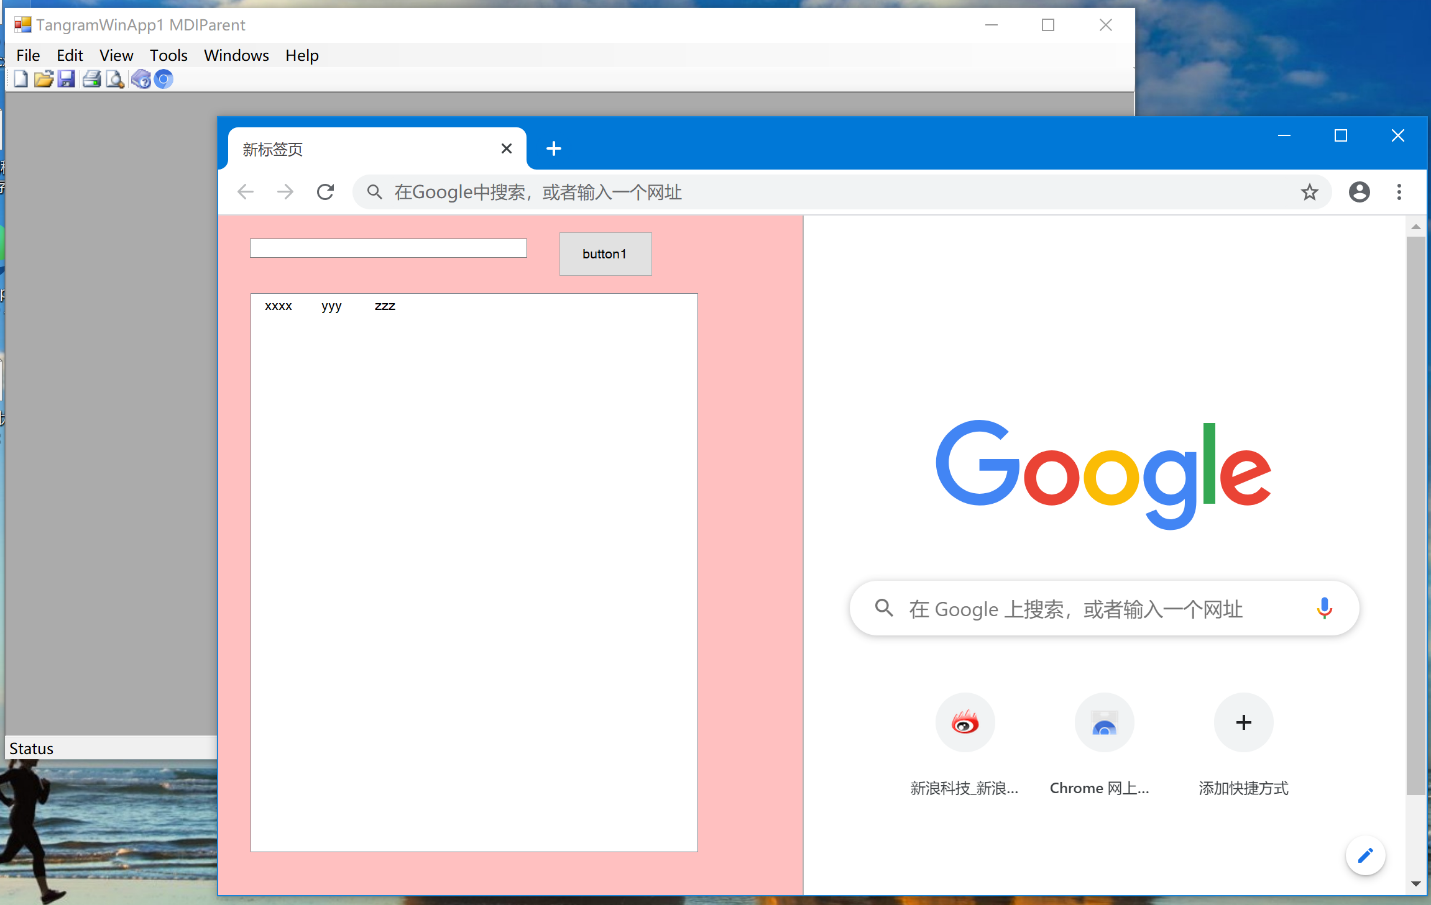 TangramWinApp1 MDIParent
File Edit View Tools Windows Help
新标签页
在Google中搜索，或者输入一个网址
button1
xxxx yyy zzz
Google
在 Google 上搜索，或者输入一个网址
新浪科技_新浪... Chrome 网上... 添加快捷方式
Status